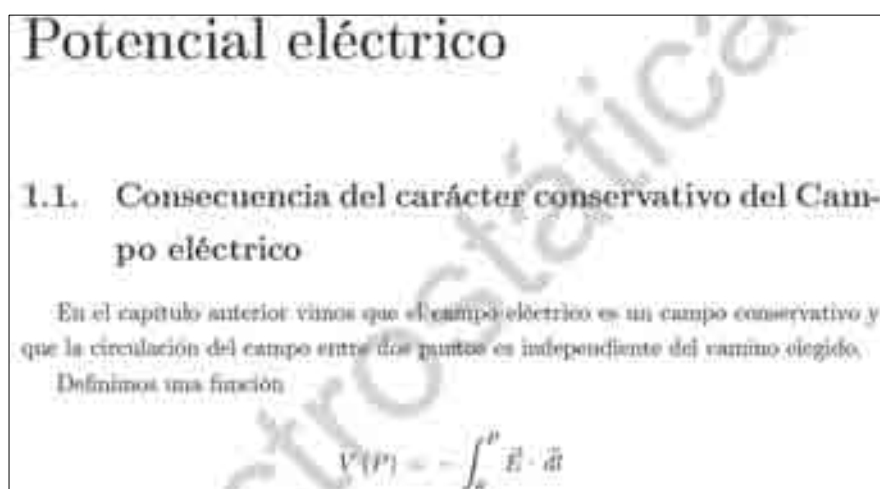 Potencial eléctrico
1.1. Consecuencia del carácter conservativo del Cam-
po eléctrico
En el capítulo anterior vimos que el campo eléctrico es un campo conservativo y
que la circulación del campo entre dos puntos es independiente del camino elegido.
Definimos una función
V(P) = - ∫ P E⃗ · dl⃗